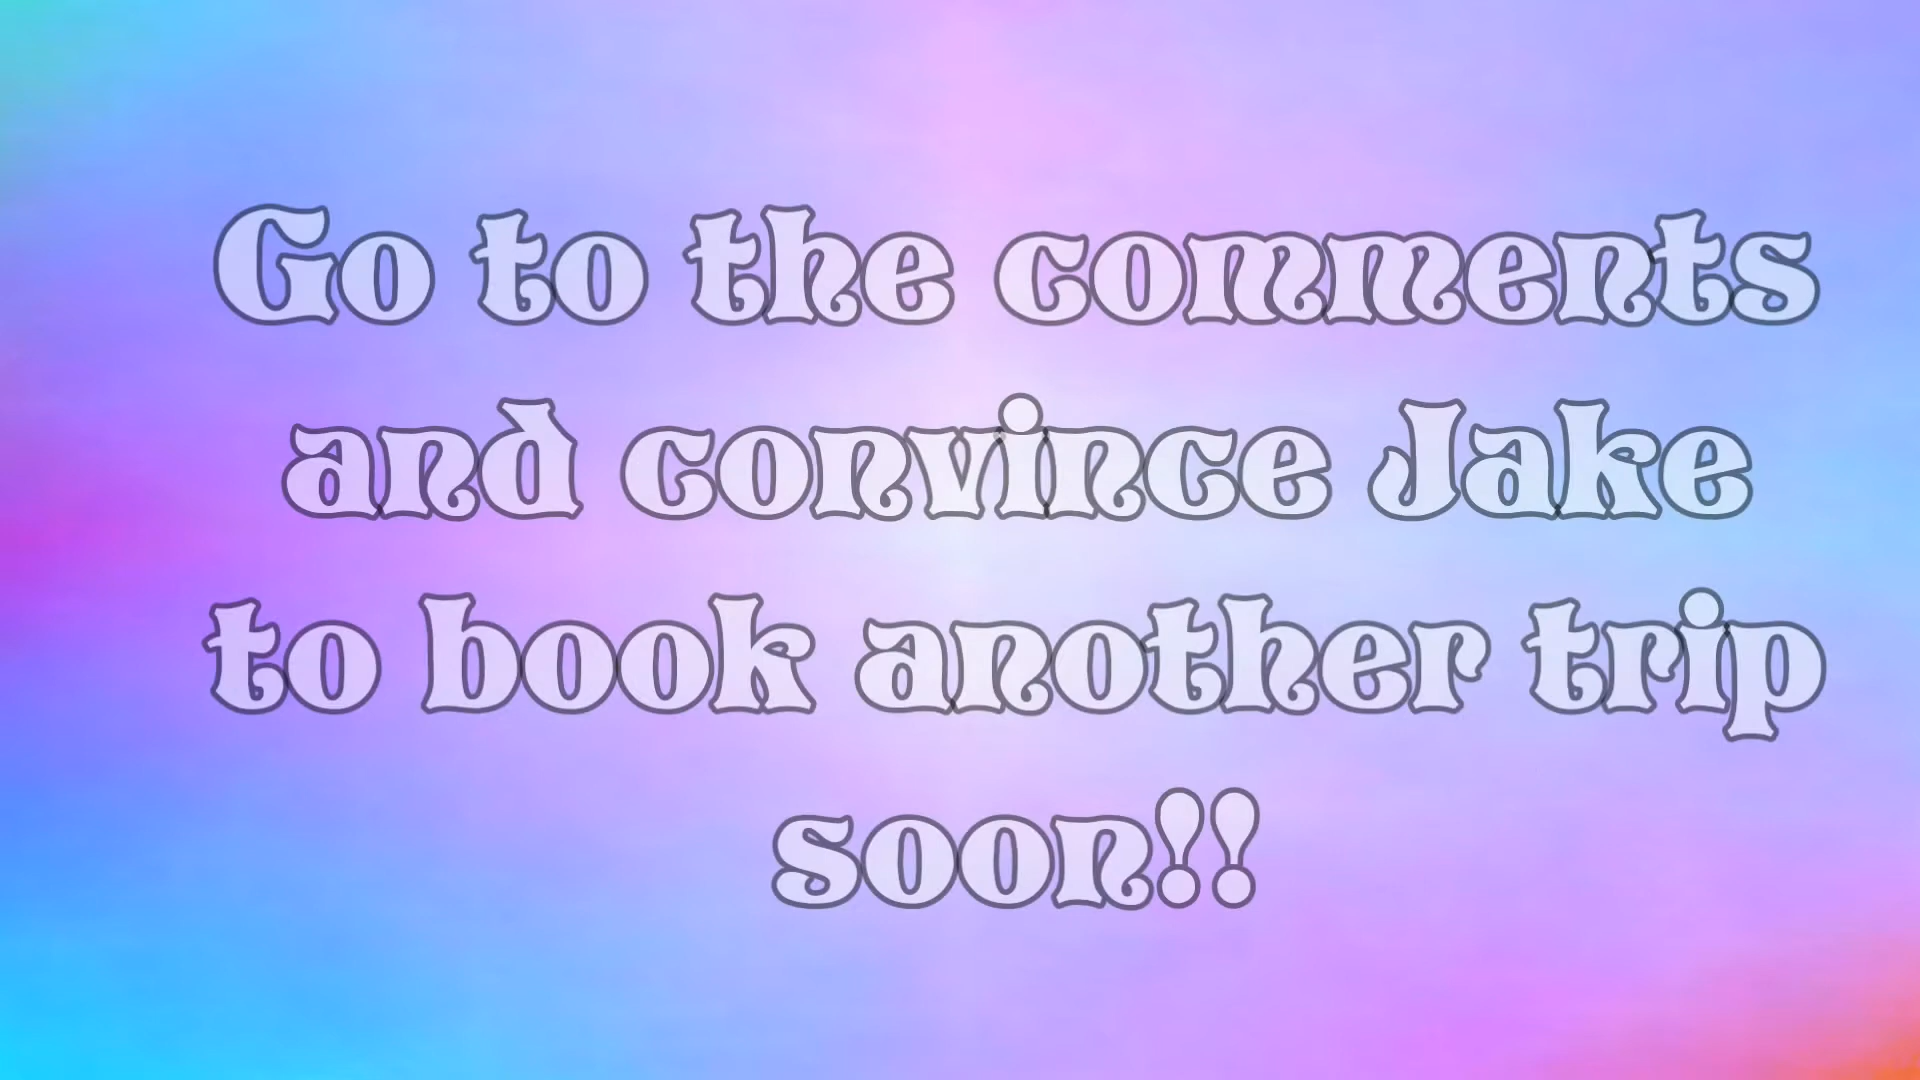 Go to the comments
and convince Jake
to book another trip
soon!!